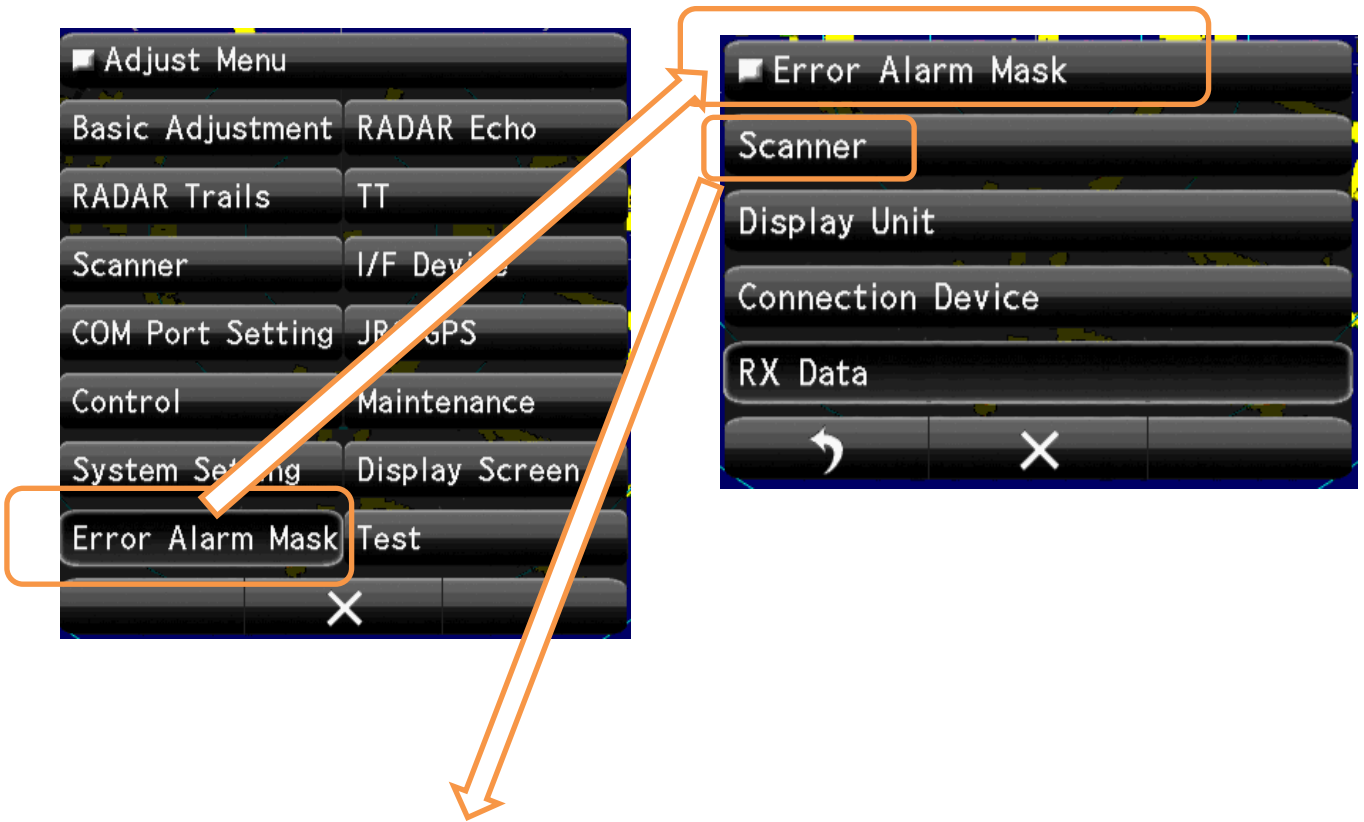 Adjust Menu
Basic Adjustment RADAR Echo
RADAR Trails TT
Scanner I/F Device
COM Port Setting JRC GPS
Control Maintenance
System Setting Display Screen
Error Alarm Mask Test
Error Alarm Mask
Scanner
Display Unit
Connection Device
RX Data